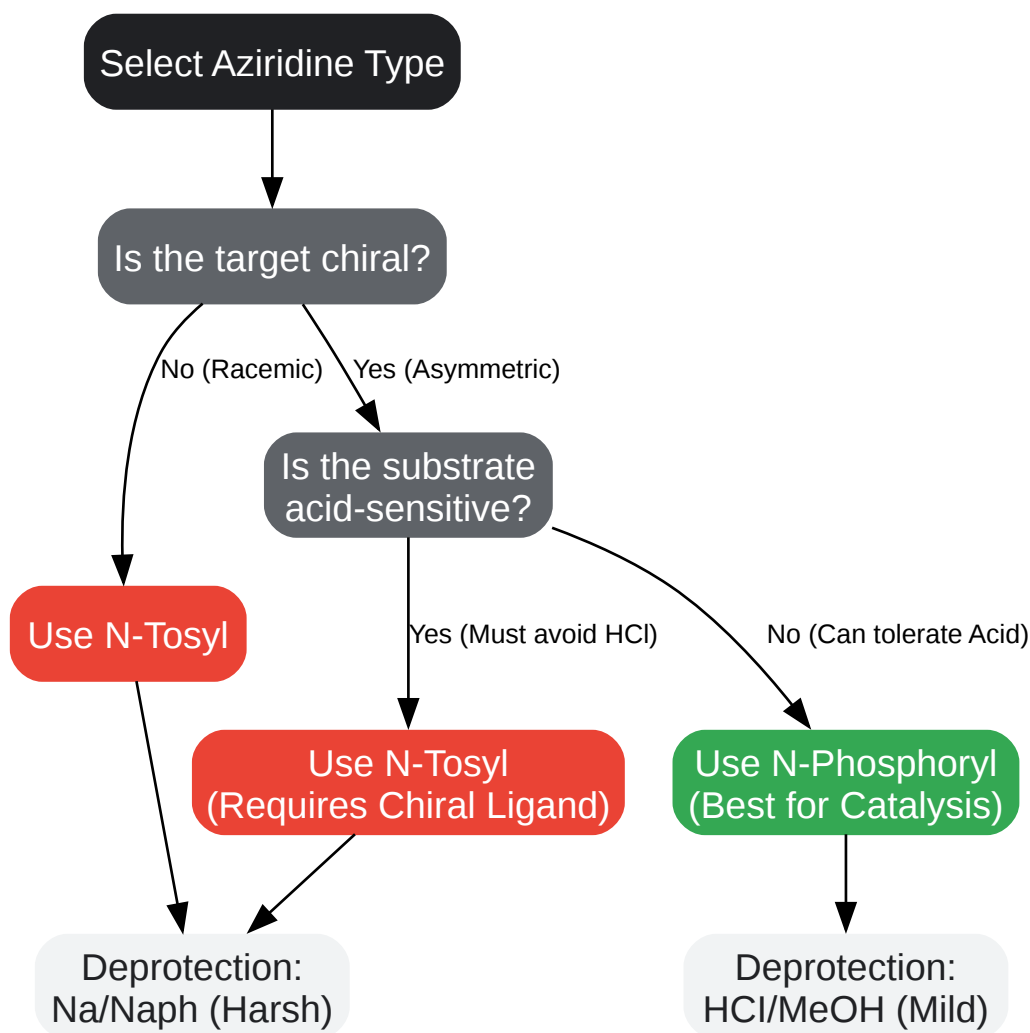 Select Aziridine Type
Is the target chiral?
No (Racemic)
Yes (Asymmetric)
Is the substrate
acid-sensitive?
Use N-Tosyl
Yes (Must avoid HCl)
No (Can tolerate Acid)
Use N-Tosyl
(Requires Chiral Ligand)
Use N-Phosphoryl
(Best for Catalysis)
Deprotection:
Na/Naph (Harsh)
Deprotection:
HCl/MeOH (Mild)